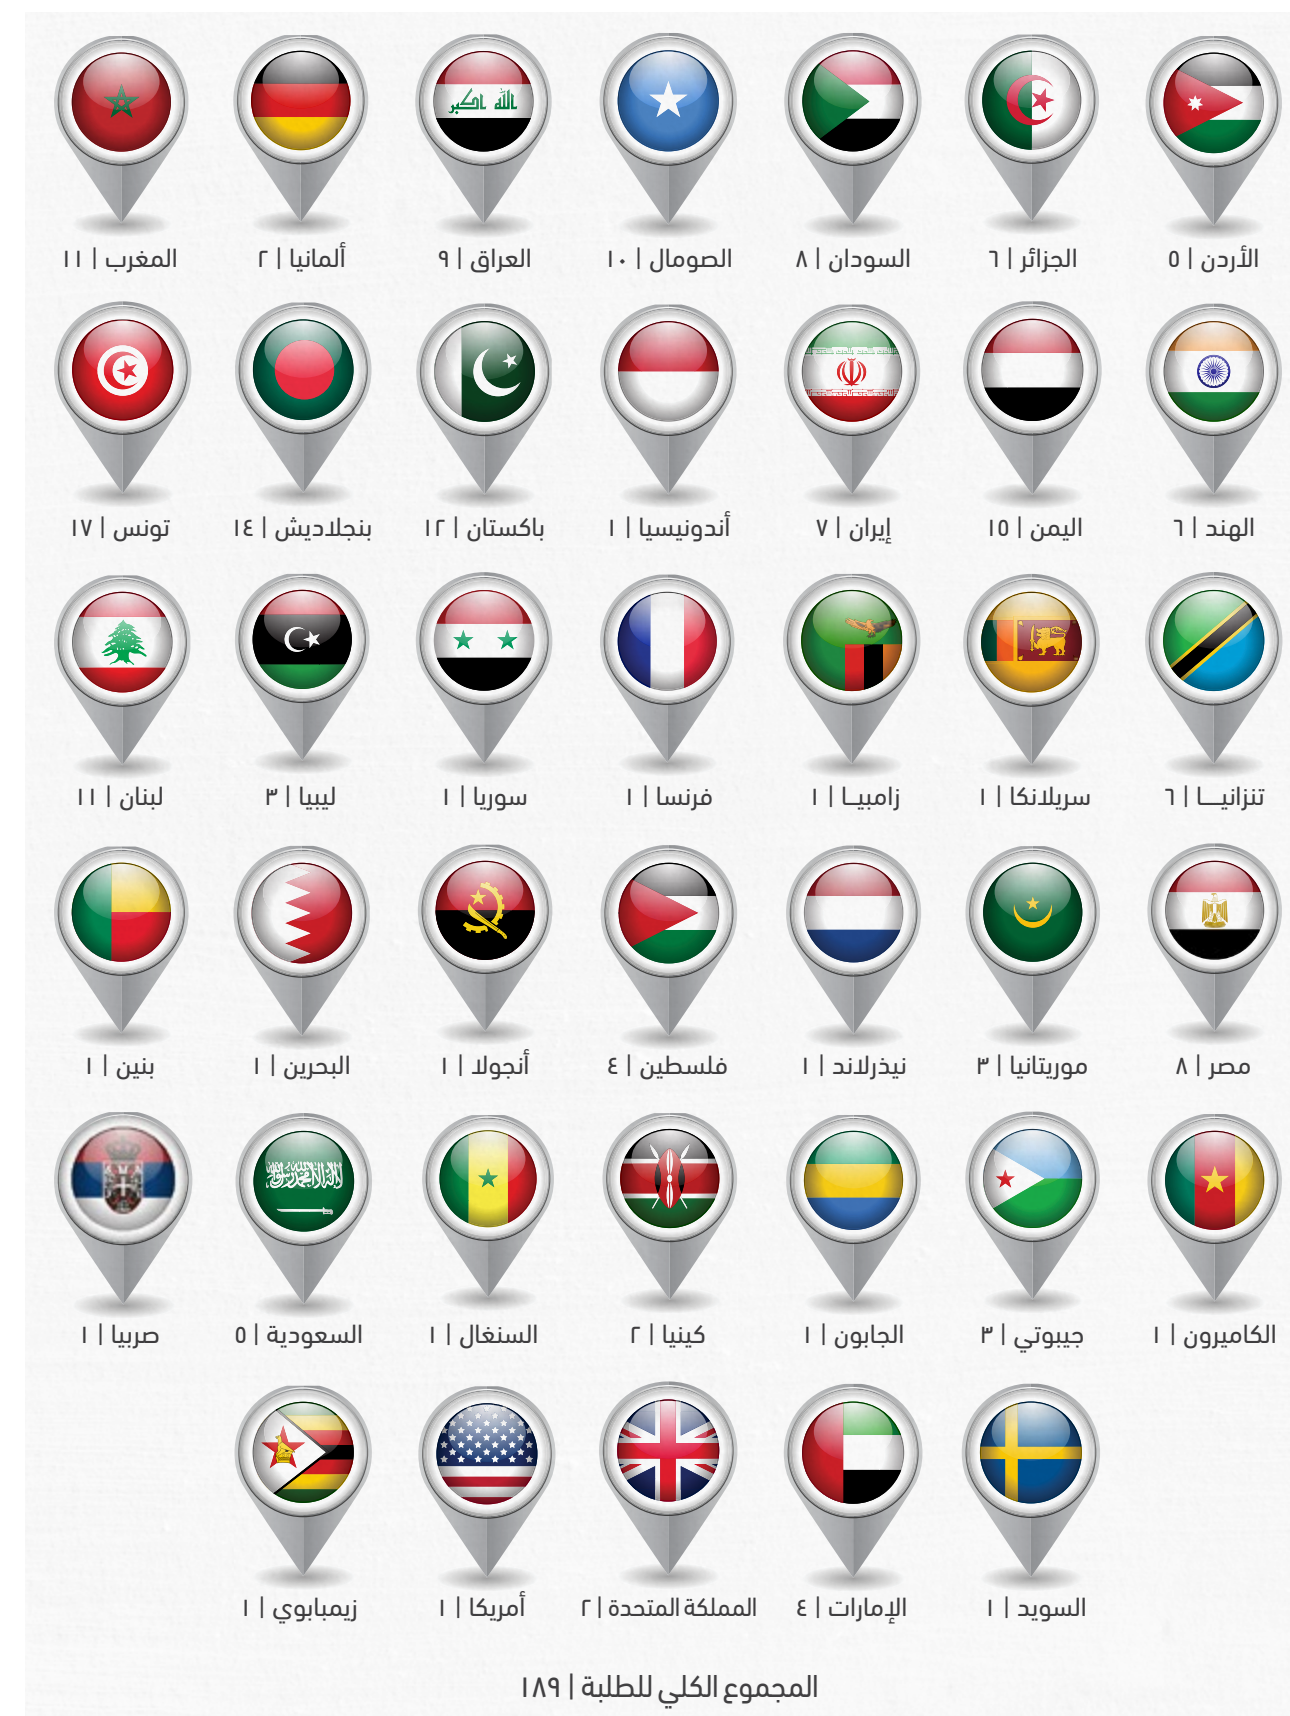 الأردن | ٥
الجزائر | ٦
السودان | ٨
الصومال | ١٠
الله اكبر
العراق | ٩
ألمانيا | ٢
المغرب | ١١
الهند | ٦
اليمن | ١٥
إيران | ٧
أندونيسيا | ١
باكستان | ١٢
بنجلاديش | ١٤
تونس | ١٧
تنزانيـــا | ٦
سريلانكا | ١
زامبيــا | ١
فرنسا | ١
سوريا | ١
ليبيا | ٣
لبنان | ١١
مصر | ٨
موريتانيا | ٣
نيذرلاند | ١
فلسطين | ٤
أنجولا | ١
البحرين | ١
بنين | ١
الكاميرون | ١
جيبوتي | ٣
الجابون | ١
كينيا | ٢
السنغال | ١
السعودية | ٥
صربيا | ١
السويد | ١
الإمارات | ٤
المملكة المتحدة | ٢
أمريكا | ١
زيمبابوي | ١
المجموع الكلي للطلبة | ١٨٩